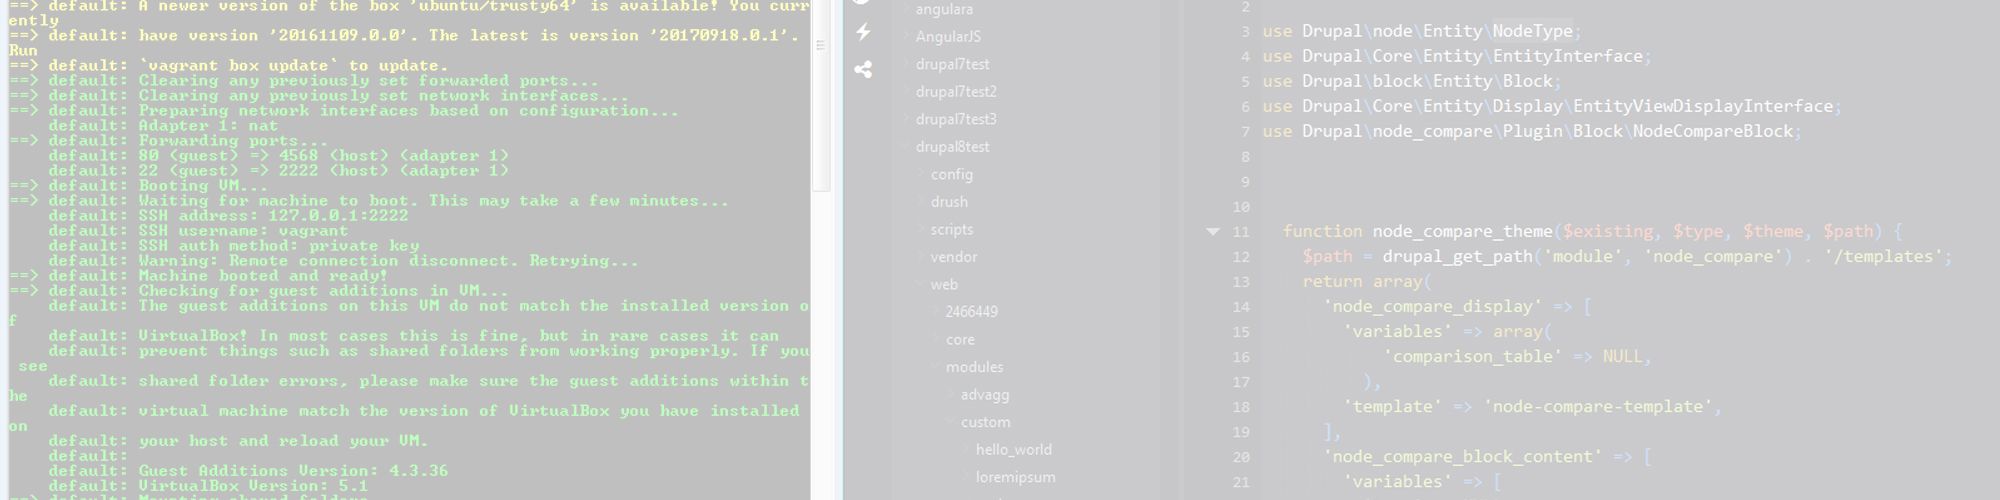 ==> default: A newer version of the box 'ubuntu/trusty64' is available! You curr
ently
==> default: have version '20161109.0.0'. The latest is version '20170918.0.1'.
Run
==> default: `vagrant box update` to update.
==> default: Clearing any previously set forwarded ports...
==> default: Clearing any previously set network interfaces...
==> default: Preparing network interfaces based on configuration...
default: Adapter 1: nat
==> default: Forwarding ports...
default: 80 (guest) => 4568 (host) (adapter 1)
default: 22 (guest) => 2222 (host) (adapter 1)
==> default: Booting VM...
==> default: Waiting for machine to boot. This may take a few minutes...
default: SSH address: 127.0.0.1:2222
default: SSH username: vagrant
default: SSH auth method: private key
default: Warning: Remote connection disconnect. Retrying...
==> default: Machine booted and ready!
==> default: Checking for guest additions in VM...
default: The guest additions on this VM do not match the installed version o
f
default: VirtualBox! In most cases this is fine, but in rare cases it can
default: prevent things such as shared folders from working properly. If you
see
default: shared folder errors, please make sure the guest additions within t
he
default: virtual machine match the version of VirtualBox you have installed
on
default: your host and reload your VM.
default:
default: Guest Additions Version: 4.3.36
default: VirtualBox Version: 5.1
==> default: Mounting shared folders
angulara
AngularJS
drupal7test
drupal7test2
drupal7test3
drupal8test
config
drush
scripts
vendor
web
2466449
core
modules
advagg
custom
hello_world
loremipsum
2
3 use Drupal\node\Entity\NodeType;
4 use Drupal\Core\Entity\EntityInterface;
5 use Drupal\block\Entity\Block;
6 use Drupal\Core\Entity\Display\EntityViewDisplayInterface;
7 use Drupal\node_compare\Plugin\Block\NodeCompareBlock;
8
9
10
11 function node_compare_theme($existing, $type, $theme, $path) {
12 $path = drupal_get_path('module', 'node_compare') . '/templates';
13 return array(
14 'node_compare_display' => [
15 'variables' => array(
16 'comparison_table' => NULL,
17 ),
18 'template' => 'node-compare-template',
19 ],
20 'node_compare_block_content' => [
21 'variables' => [